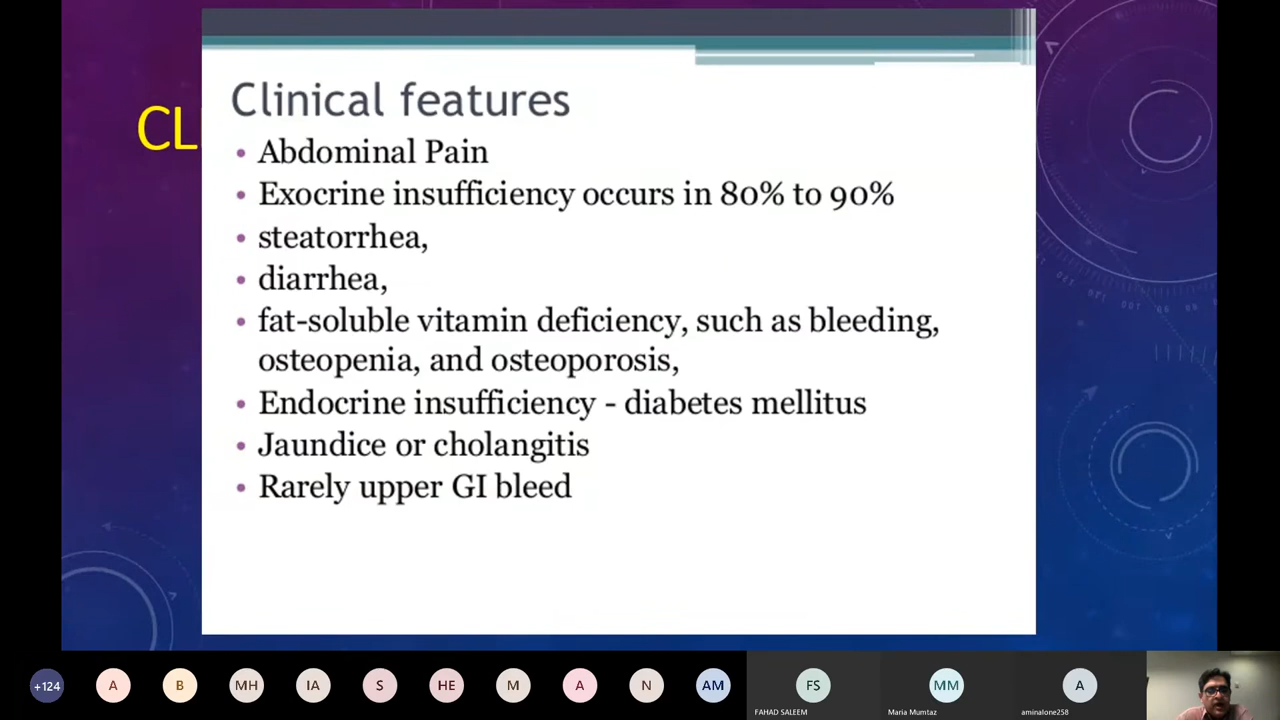 CL
Clinical features
• Abdominal Pain
• Exocrine insufficiency occurs in 80% to 90%
• steatorrhea,
• diarrhea,
• fat-soluble vitamin deficiency, such as bleeding,
osteopenia, and osteoporosis,
• Endocrine insufficiency - diabetes mellitus
• Jaundice or cholangitis
• Rarely upper GI bleed
+124 A B MH IA S HE M A N AM FS MM A
FAHAD SALEEM Maria Mumtaz aminalone258